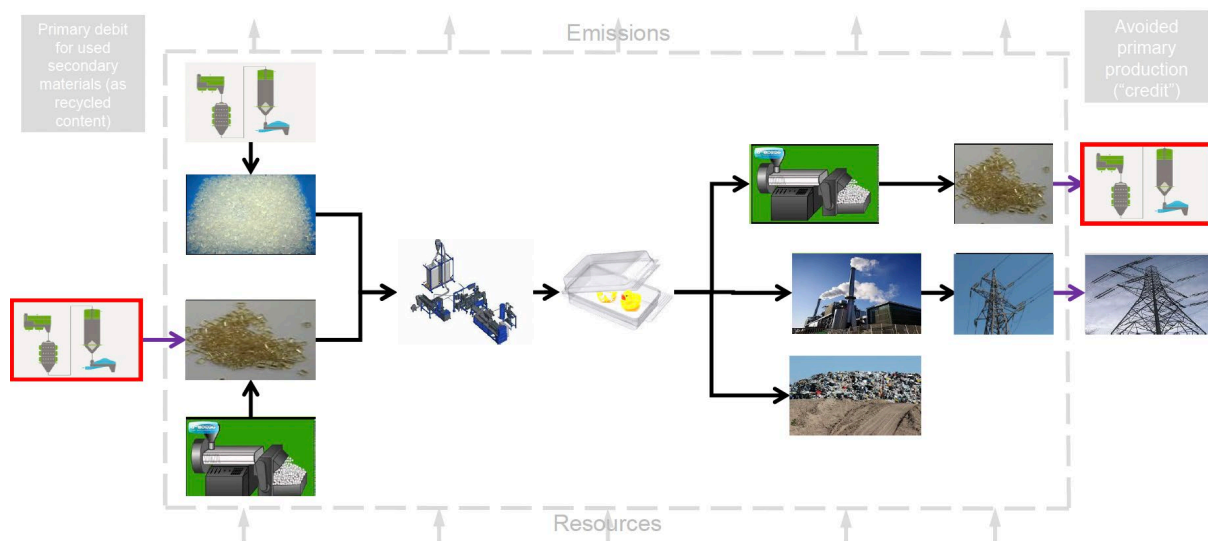 Primary debit
for used
secondary
materials (as
recycled
content)
Emissions
Avoided
primary
production
(“credit”)
Resources